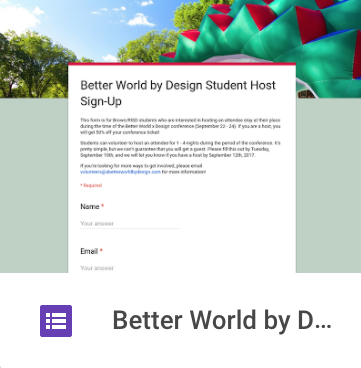 Better World by Design Student Host
Sign-Up
This form is for Brown/RISD students who are interested in hosting an attendee stay at their place
during the time of the Better World x Design conference (September 22 - 24). If you are a host, you
will get 50% off your conference ticket!
Students can volunteer to host an attendee for 1 - 4 nights during the period of the conference. It's
pretty simple, but we can't guarantee that you will get a guest. Please fill this out by Tuesday,
September 10th, and we will let you know if you have a host by September 12th, 2017.
If you're looking for more ways to get involved, please email
volunteers@abetterworldbydesign.com for more information!
* Required
Name *
Your answer
Email *
Your answer
Better World by D...